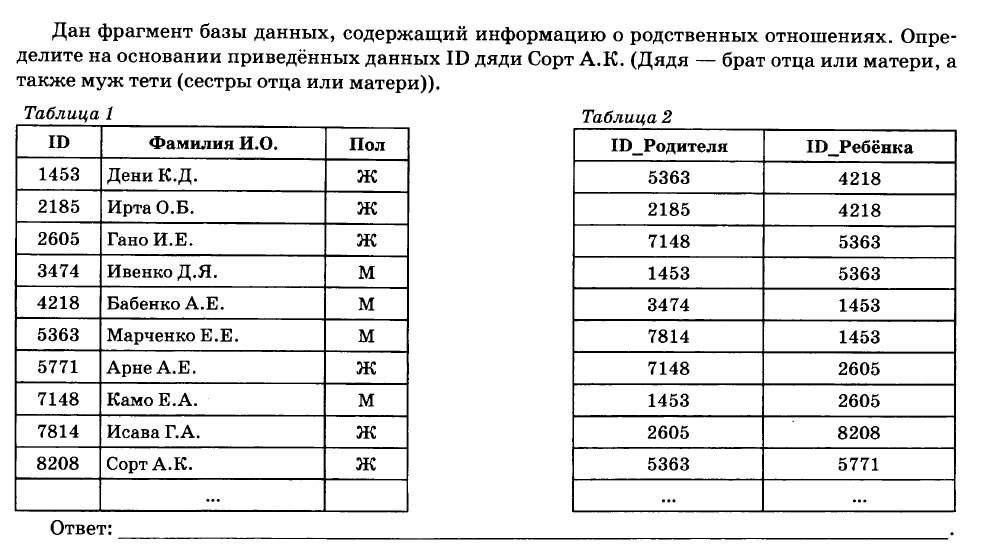 Дан фрагмент базы данных, содержащий информацию о родственных отношениях. Опре-
делите на основании приведённых данных ID дяди Сорт А.К. (Дядя — брат отца или матери, а
также муж тети (сестры отца или матери)).
Таблица 1
ID Фамилия И.О. Пол
1453 Дени К.Д. Ж
2185 Ирта О.Б. Ж
2605 Гано И.Е. Ж
3474 Ивенко Д.Я. М
4218 Бабенко А.Е. М
5363 Марченко Е.Е. М
5771 Арне А.Е. Ж
7148 Камо Е.А. М
7814 Исава Г.А. Ж
8208 Сорт А.К. Ж
...
Таблица 2
ID_Родителя ID_Ребёнка
5363 4218
2185 4218
7148 5363
1453 5363
3474 1453
7814 1453
7148 2605
1453 2605
2605 8208
5363 5771
... ...
Ответ: .